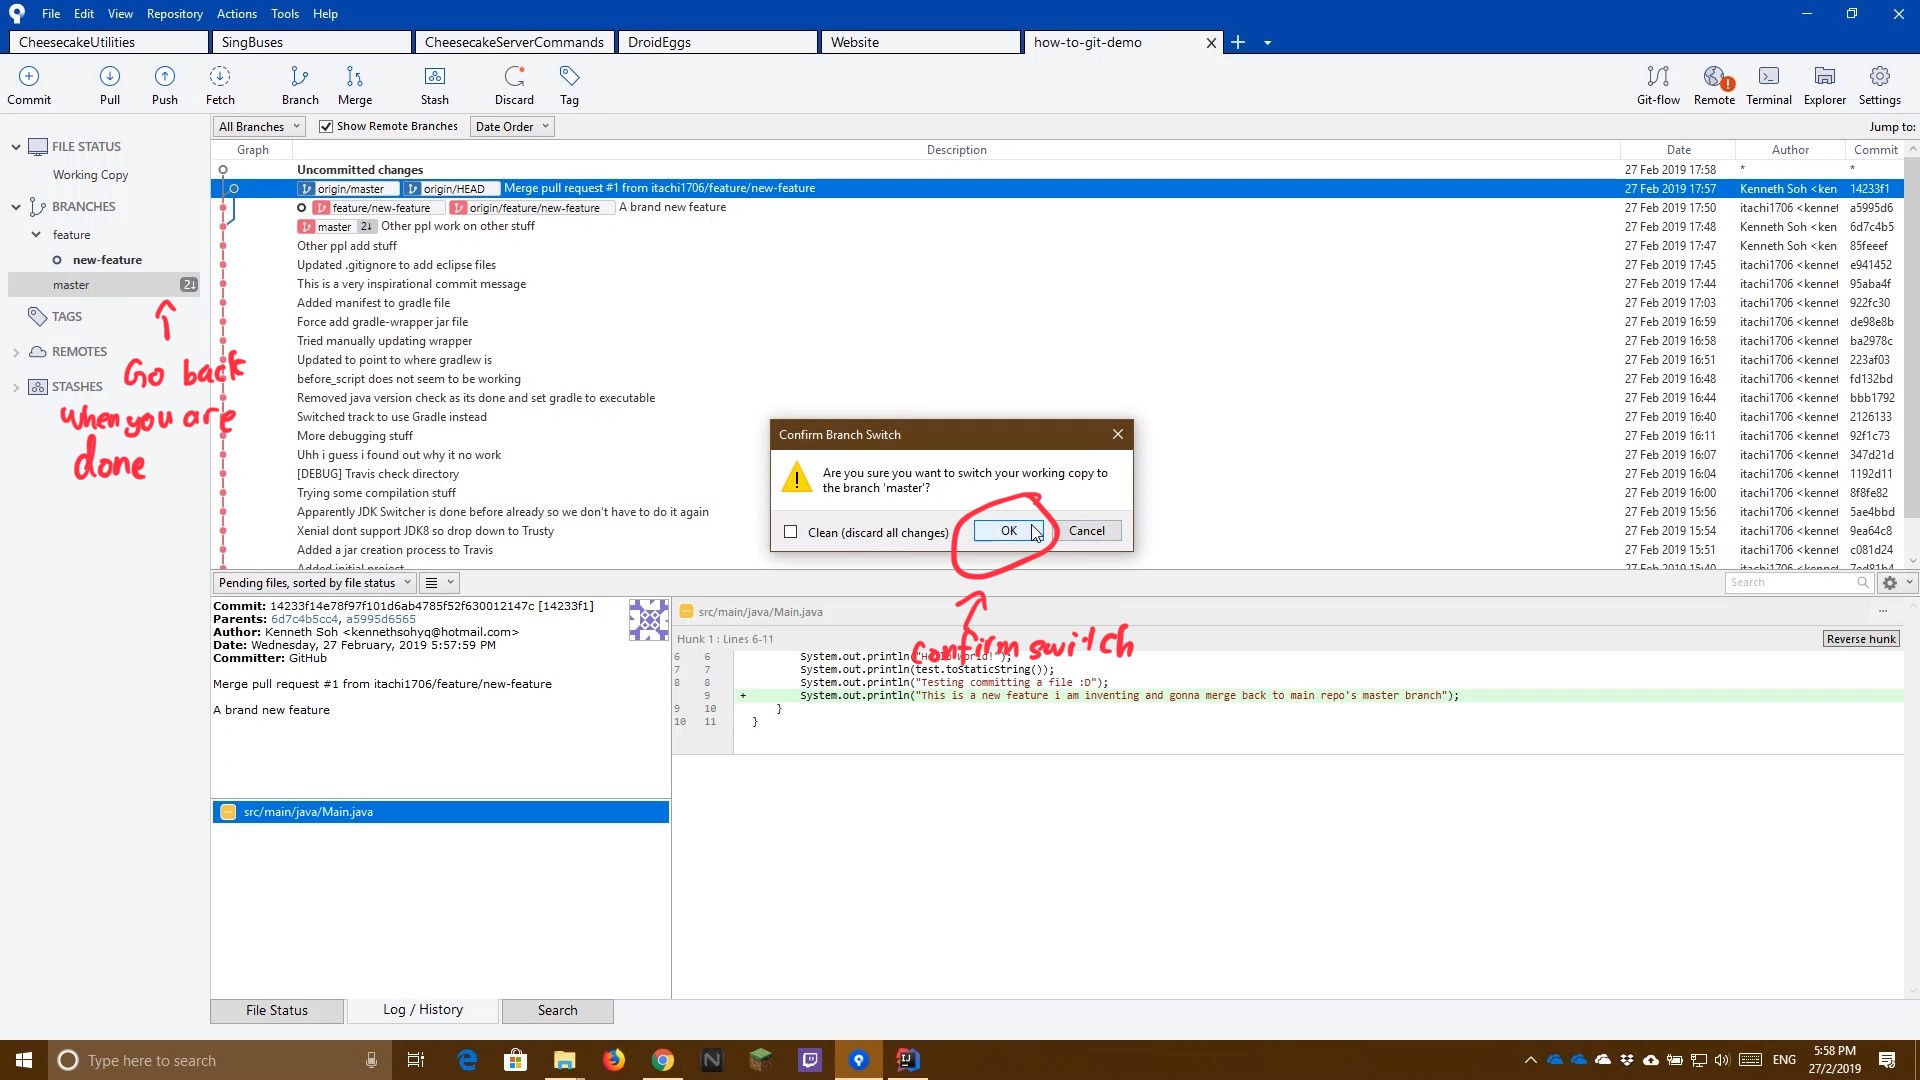 File Edit View Repository Actions Tools Help
CheesecakeUtilities SingBuses CheesecakeServerCommands DroidEggs Website how-to-git-demo
Commit Pull Push Fetch Branch Merge Stash Discard Tag Git-flow Remote Terminal Explorer Settings
All Branches Show Remote Branches Date Order Jump to:
Graph Description Date Author Commit
FILE STATUS
Working Copy
BRANCHES
feature
new-feature
master 2↓
TAGS
REMOTES
STASHES
Go back
when you are
done
Uncommitted changes 27 Feb 2019 17:58 * *
origin/master origin/HEAD Merge pull request #1 from itachi1706/feature/new-feature 27 Feb 2019 17:57 Kenneth Soh <ken 14233f1
feature/new-feature origin/feature/new-feature A brand new feature 27 Feb 2019 17:50 itachi1706 <kennet a5995d6
master 2↓ Other ppl work on other stuff 27 Feb 2019 17:48 Kenneth Soh <ken 6d7c4b5
Other ppl add stuff 27 Feb 2019 17:47 Kenneth Soh <ken 85feeef
Updated .gitignore to add eclipse files 27 Feb 2019 17:45 itachi1706 <kennet e941452
This is a very inspirational commit message 27 Feb 2019 17:44 itachi1706 <kennet 95aba4f
Added manifest to gradle file 27 Feb 2019 17:03 itachi1706 <kennet 922fc30
Force add gradle-wrapper jar file 27 Feb 2019 16:59 itachi1706 <kennet de98e8b
Tried manually updating wrapper 27 Feb 2019 16:58 itachi1706 <kennet ba2978c
Updated to point to where gradlew is 27 Feb 2019 16:51 itachi1706 <kennet 223af03
before_script does not seem to be working 27 Feb 2019 16:48 itachi1706 <kennet fd132bd
Removed java version check as its done and set gradle to executable 27 Feb 2019 16:44 itachi1706 <kennet bbb1792
Switched track to use Gradle instead 27 Feb 2019 16:40 itachi1706 <kennet 2126133
More debugging stuff 27 Feb 2019 16:11 itachi1706 <kennet 92f1c73
Uhh i guess i found out why it no work 27 Feb 2019 16:07 itachi1706 <kennet 347d21d
[DEBUG] Travis check directory 27 Feb 2019 16:04 itachi1706 <kennet 1192d11
Trying some compilation stuff 27 Feb 2019 16:00 itachi1706 <kennet 8f8fe82
Apparently JDK Switcher is done before already so we don't have to do it again 27 Feb 2019 15:56 itachi1706 <kennet 5ae4bbd
Xenial dont support JDK8 so drop down to Trusty 27 Feb 2019 15:54 itachi1706 <kennet 9ea64c8
Added a jar creation process to Travis 27 Feb 2019 15:51 itachi1706 <kennet c081d24
Added initial project 27 Feb 2019 15:40 itachi1706 <kennet 7ed81b4
Confirm Branch Switch
Are you sure you want to switch your working copy to
the branch 'master'?
Clean (discard all changes) OK Cancel
confirm switch
Pending files, sorted by file status Search
Commit: 14233f14e78f97f101d6ab4785f52f630012147c [14233f1]
Parents: 6d7c4b5cc4, a5995d6565
Author: Kenneth Soh <kennethsohyq@hotmail.com>
Date: Wednesday, 27 February, 2019 5:57:59 PM
Committer: GitHub
Merge pull request #1 from itachi1706/feature/new-feature
A brand new feature
src/main/java/Main.java
src/main/java/Main.java ...
Hunk 1 : Lines 6-11 Reverse hunk
6 6 System.out.println("Hello World!");
7 7 System.out.println(test.toStaticString());
8 8 System.out.println("Testing committing a file :D");
9 + System.out.println("This is a new feature i am inventing and gonna merge back to main repo's master branch");
9 10 }
10 11 }
File Status Log / History Search
Type here to search
ENG
5:58 PM
27/2/2019